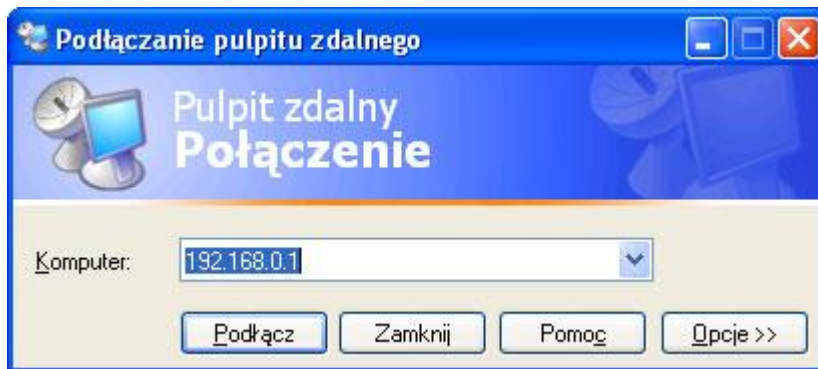 Podłączanie pulpitu zdalnego
Pulpit zdalny
Połączenie
Komputer: 192.168.0.1
Podłącz Zamknij Pomoc Opcje >>